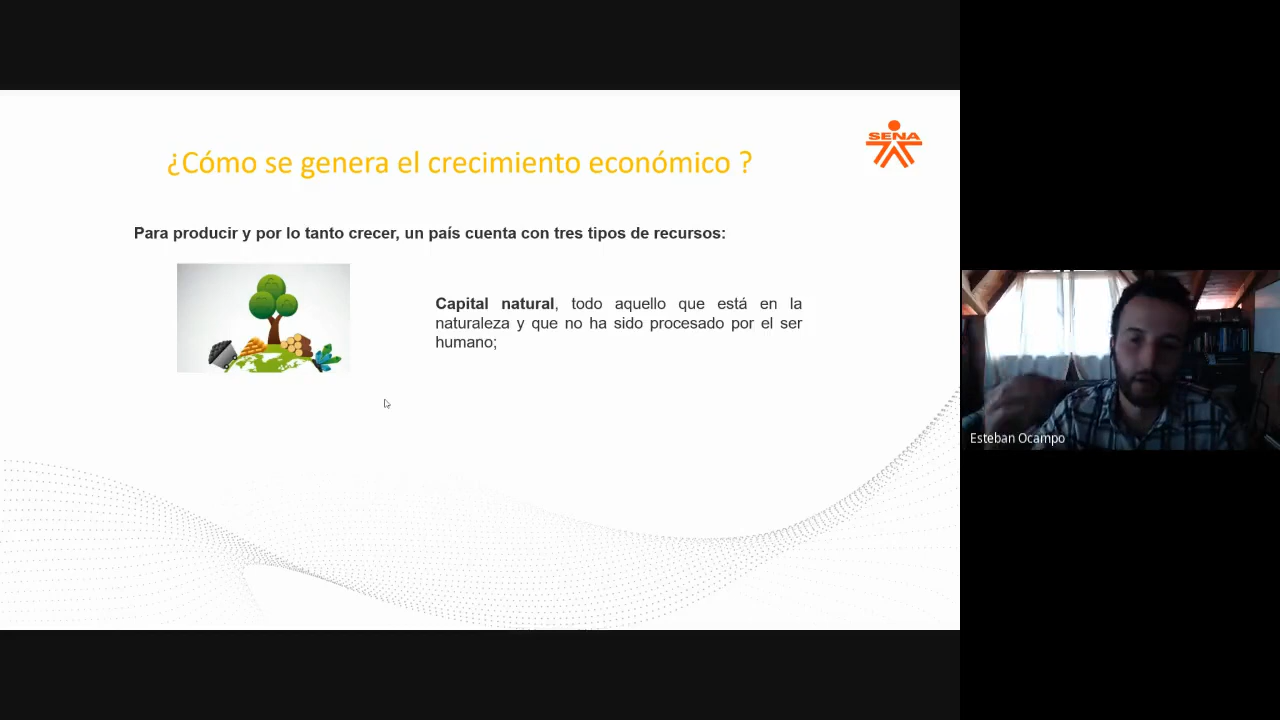 SENA
¿Cómo se genera el crecimiento económico ?
Para producir y por lo tanto crecer, un país cuenta con tres tipos de recursos:
Capital natural, todo aquello que está en la
naturaleza y que no ha sido procesado por el ser
humano;
Esteban Ocampo